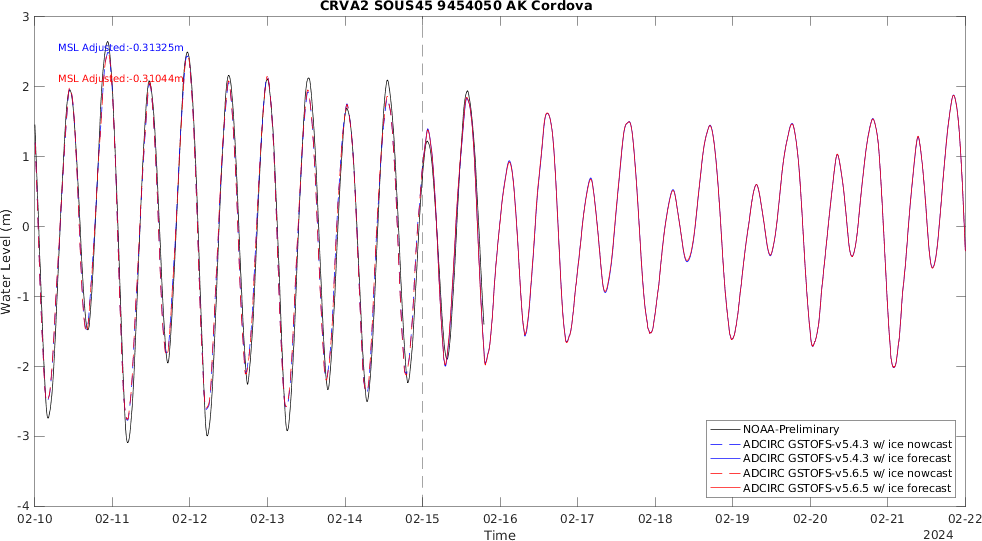 CRVA2 SOUS45 9454050 AK Cordova
3
2
1
0
-1
-2
-3
-4
Water Level (m)
MSL Adjusted:-0.31325m
MSL Adjusted:-0.31044m
NOAA-Preliminary
ADCIRC GSTOFS-v5.4.3 w/ ice nowcast
ADCIRC GSTOFS-v5.4.3 w/ ice forecast
ADCIRC GSTOFS-v5.6.5 w/ ice nowcast
ADCIRC GSTOFS-v5.6.5 w/ ice forecast
02-10 02-11 02-12 02-13 02-14 02-15 02-16 02-17 02-18 02-19 02-20 02-21 02-22
Time
2024